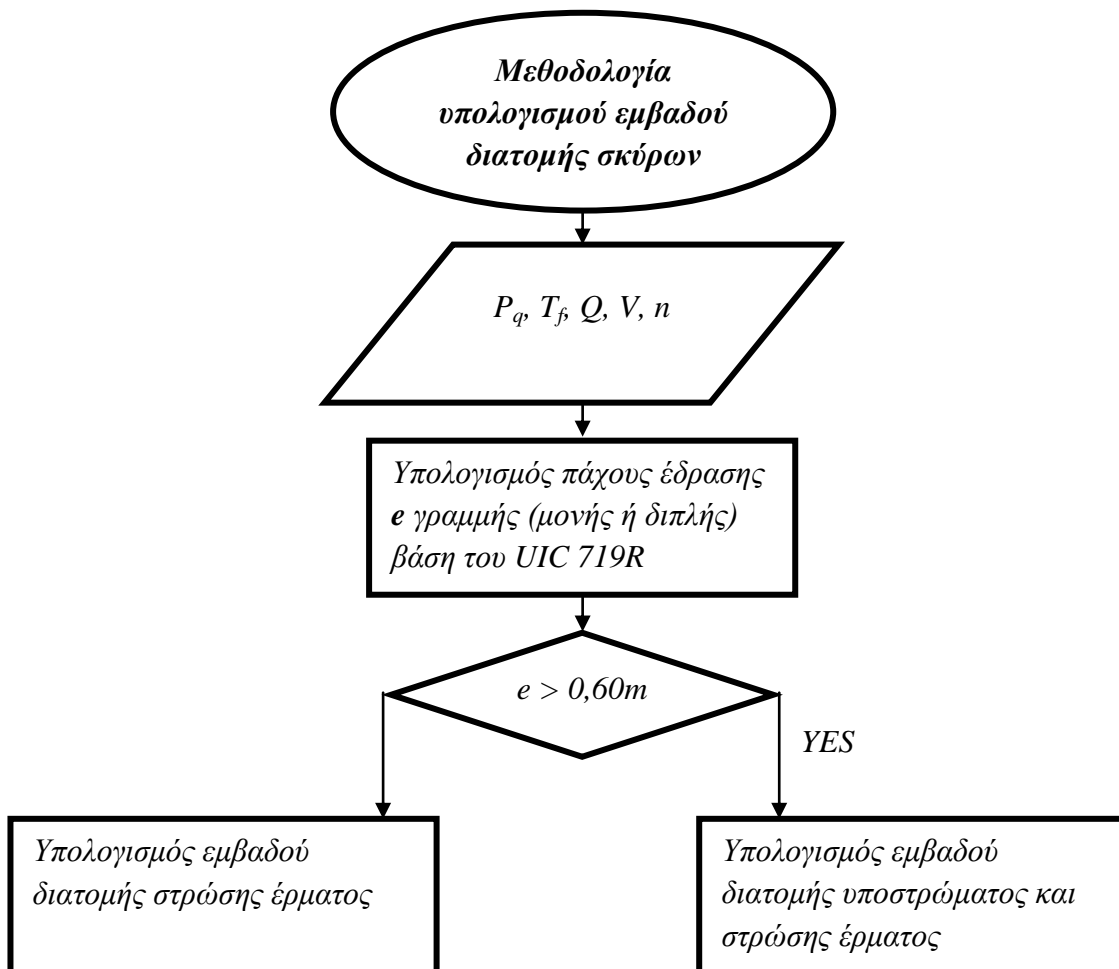 Μεθοδολογία
υπολογισμού εμβαδού
διατομής σκύρων
Pq, Tf, Q, V, n
Υπολογισμός πάχους έδρασης
e γραμμής (μονής ή διπλής)
βάση του UIC 719R
e > 0,60m
YES
Υπολογισμός εμβαδού
διατομής στρώσης έρματος
Υπολογισμός εμβαδού
διατομής υποστρώματος και
στρώσης έρματος